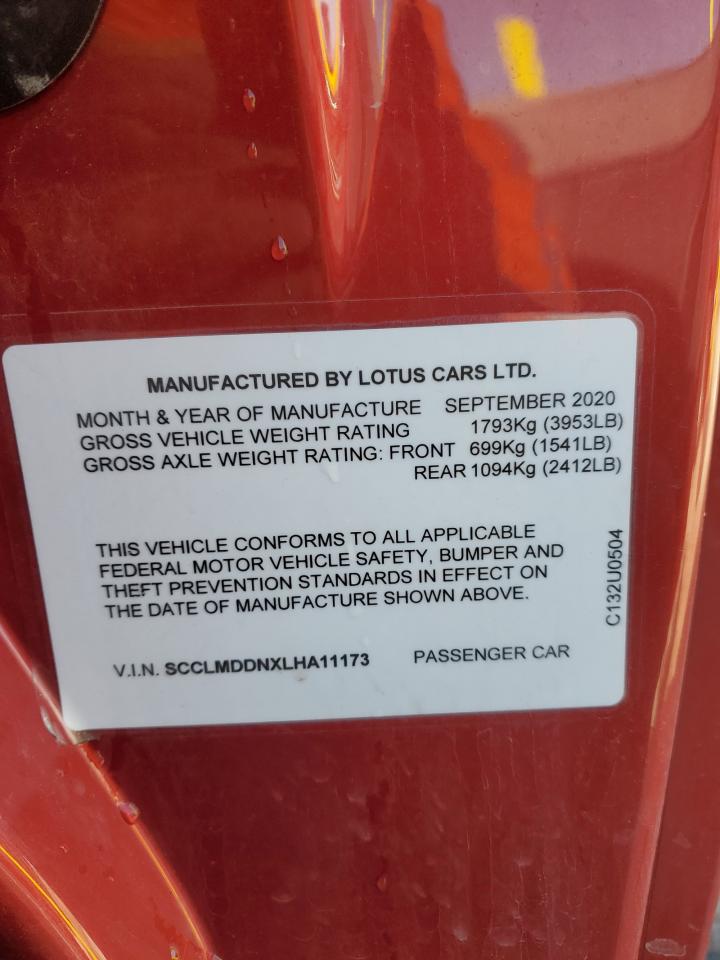 MANUFACTURED BY LOTUS CARS LTD.
MONTH & YEAR OF MANUFACTURE SEPTEMBER 2020
GROSS VEHICLE WEIGHT RATING 1793Kg (3953LB)
GROSS AXLE WEIGHT RATING: FRONT 699Kg (1541LB)
REAR 1094Kg (2412LB)
THIS VEHICLE CONFORMS TO ALL APPLICABLE
FEDERAL MOTOR VEHICLE SAFETY, BUMPER AND
THEFT PREVENTION STANDARDS IN EFFECT ON
THE DATE OF MANUFACTURE SHOWN ABOVE.
C132U0504
V.I.N. SCCLMDDNXLHA11173 PASSENGER CAR